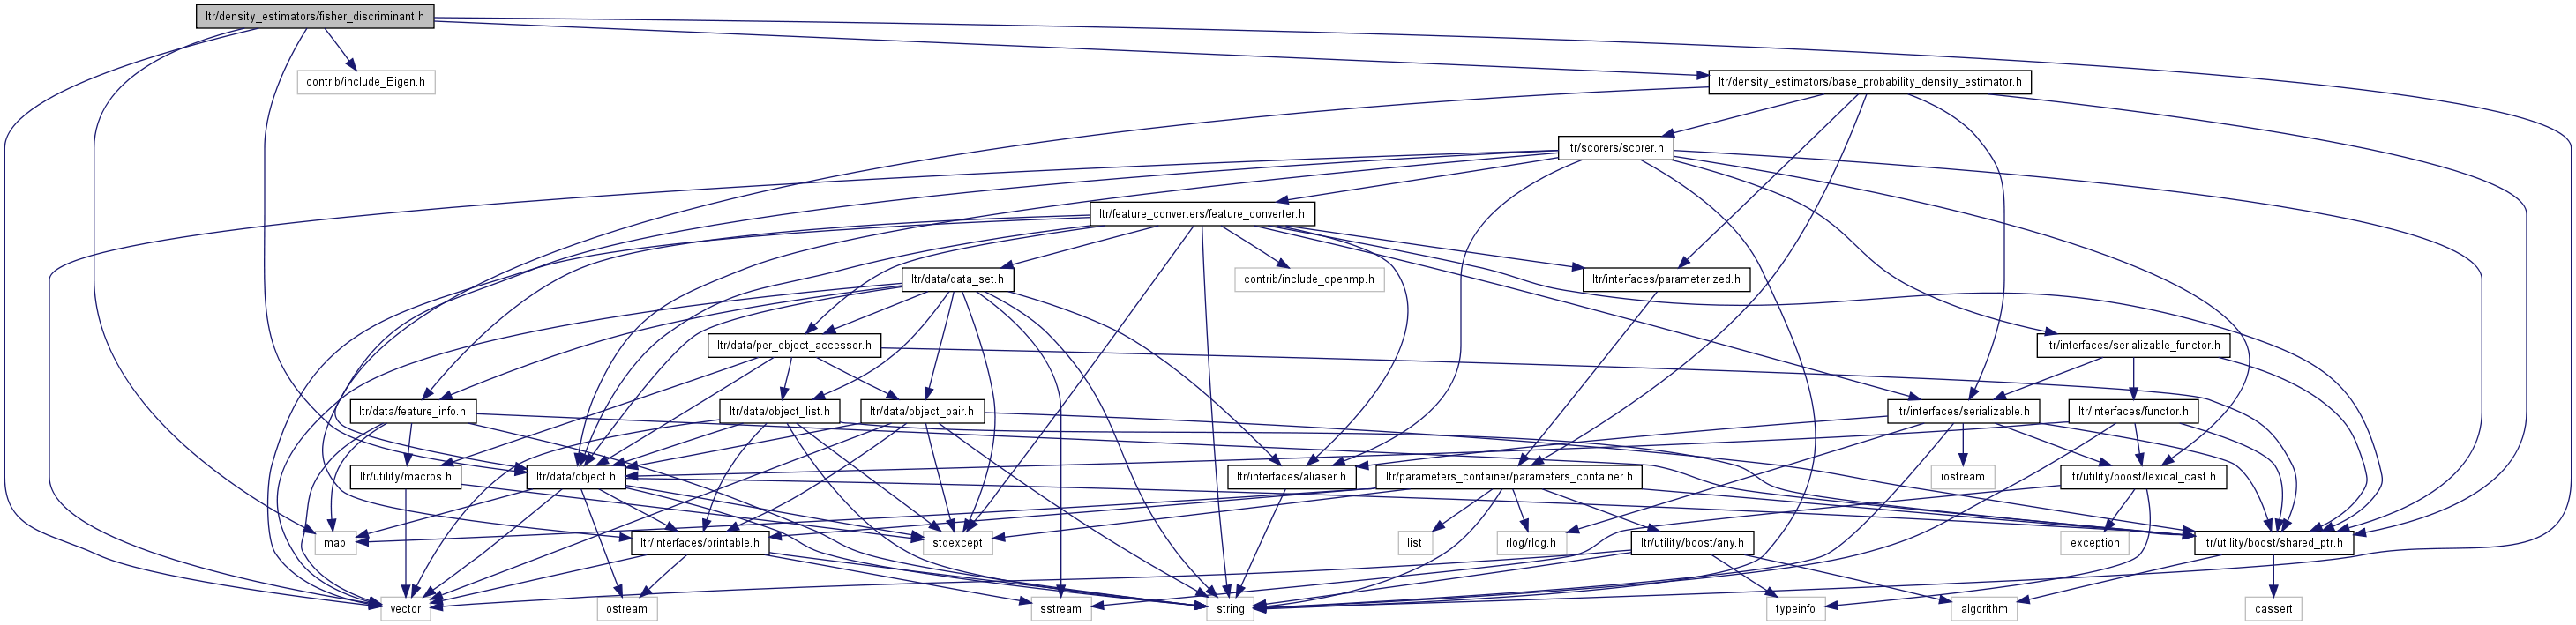 ltr/density_estimators/fisher_discriminant.h
contrib/include_Eigen.h
ltr/density_estimators/base_probability_density_estimator.h
ltr/scorers/scorer.h
ltr/feature_converters/feature_converter.h
ltr/data/data_set.h
contrib/include_openmp.h
ltr/interfaces/parameterized.h
ltr/data/per_object_accessor.h
ltr/interfaces/serializable_functor.h
ltr/data/feature_info.h
ltr/data/object_list.h
ltr/data/object_pair.h
ltr/interfaces/serializable.h
ltr/interfaces/functor.h
ltr/utility/macros.h
ltr/data/object.h
ltr/interfaces/aliaser.h
ltr/parameters_container/parameters_container.h
iostream
ltr/utility/boost/lexical_cast.h
map
ltr/interfaces/printable.h
stdexcept
list
rlog/rlog.h
ltr/utility/boost/any.h
exception
ltr/utility/boost/shared_ptr.h
vector
ostream
sstream
string
typeinfo
algorithm
cassert